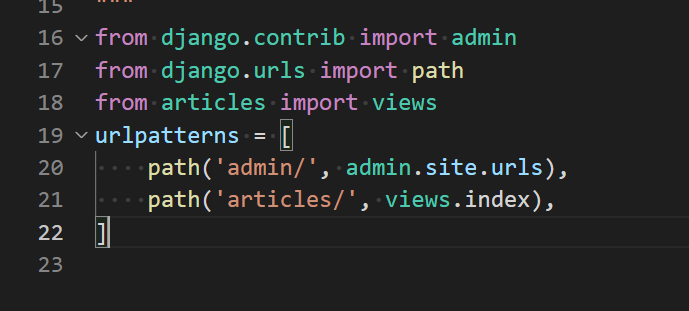 15 """
16 from django.contrib import admin
17 from django.urls import path
18 from articles import views
19 urlpatterns = [
20     path('admin/', admin.site.urls),
21     path('articles/', views.index),
22 ]
23